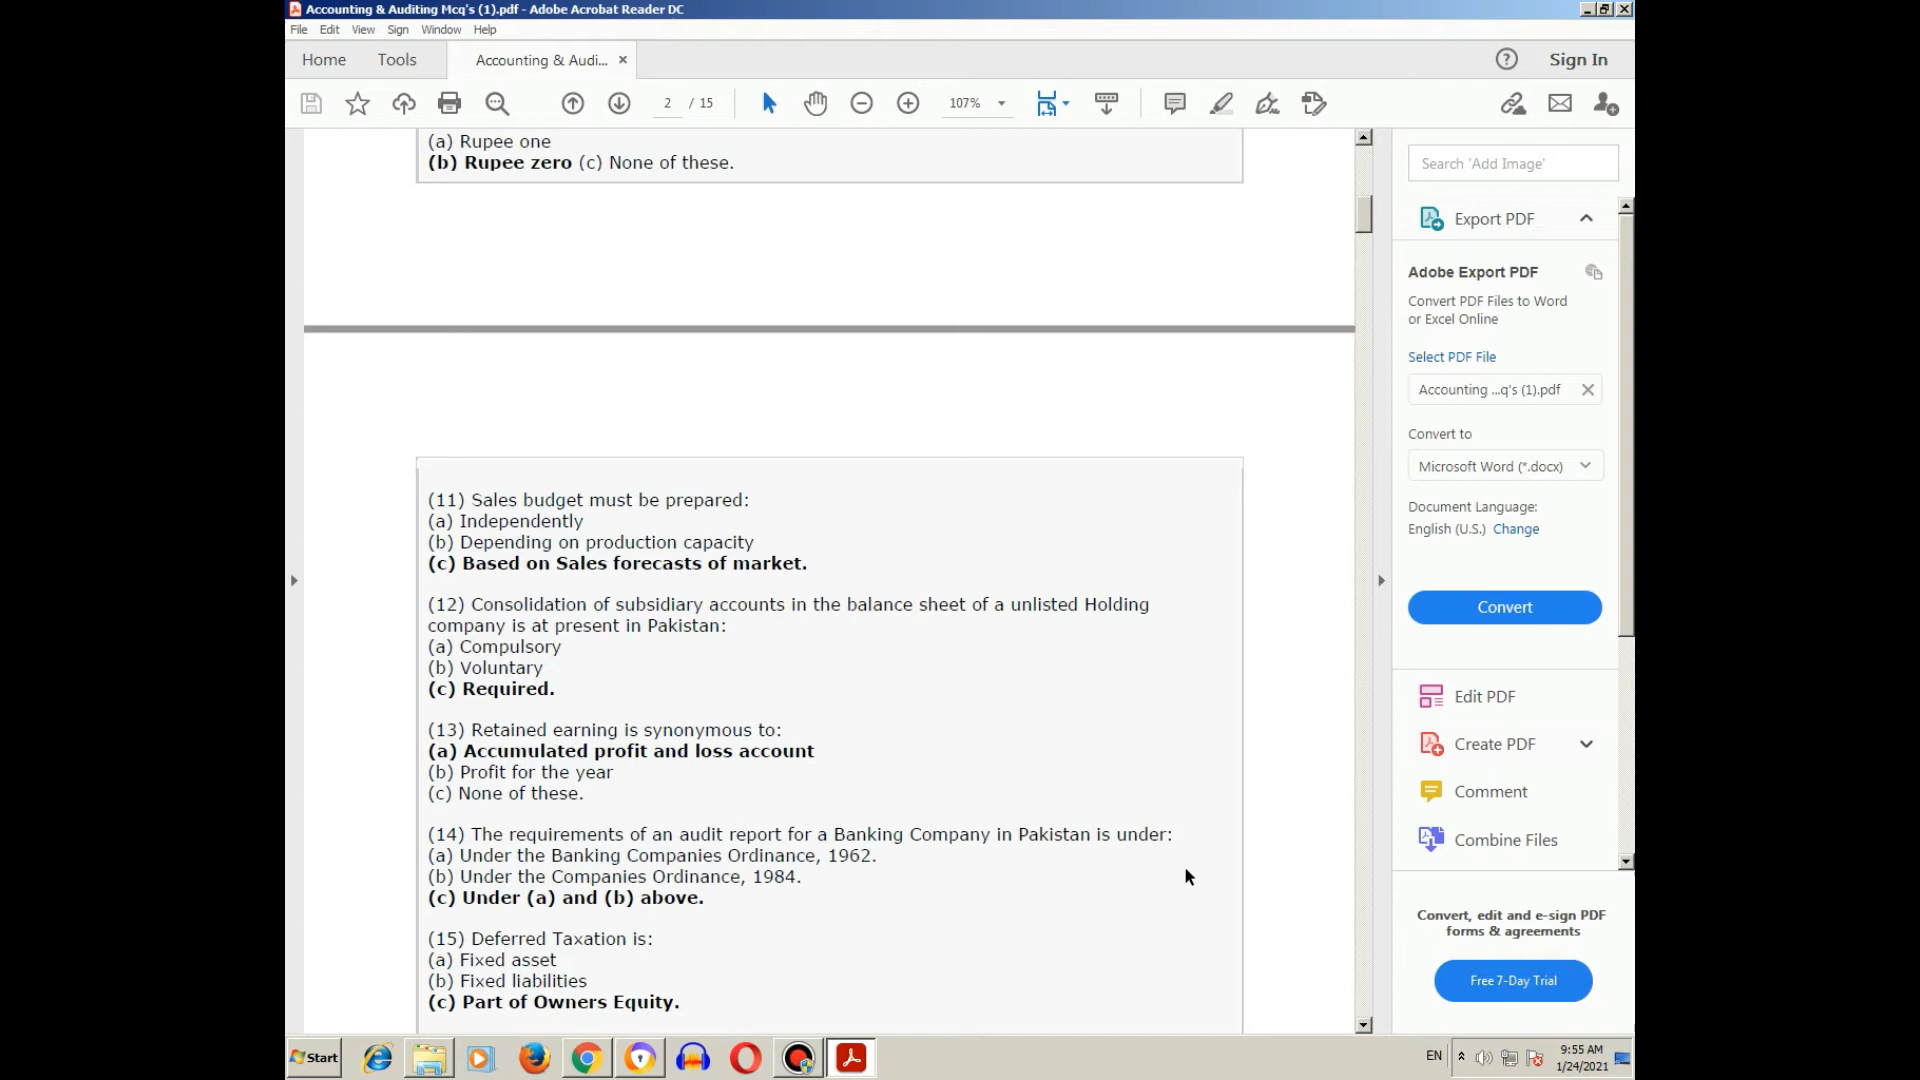 Accounting & Auditing Mcq's (1).pdf - Adobe Acrobat Reader DC
File Edit View Sign Window Help
Home Tools Accounting & Audi... × Sign In
2 / 15 107%
(a) Rupee one
(b) Rupee zero (c) None of these.
(11) Sales budget must be prepared:
(a) Independently
(b) Depending on production capacity
(c) Based on Sales forecasts of market.
(12) Consolidation of subsidiary accounts in the balance sheet of a unlisted Holding
company is at present in Pakistan:
(a) Compulsory
(b) Voluntary
(c) Required.
(13) Retained earning is synonymous to:
(a) Accumulated profit and loss account
(b) Profit for the year
(c) None of these.
(14) The requirements of an audit report for a Banking Company in Pakistan is under:
(a) Under the Banking Companies Ordinance, 1962.
(b) Under the Companies Ordinance, 1984.
(c) Under (a) and (b) above.
(15) Deferred Taxation is:
(a) Fixed asset
(b) Fixed liabilities
(c) Part of Owners Equity.
Search 'Add Image'
Export PDF
Adobe Export PDF
Convert PDF Files to Word
or Excel Online
Select PDF File
Accounting ...q's (1).pdf
Convert to
Microsoft Word (*.docx)
Document Language:
English (U.S.) Change
Convert
Edit PDF
Create PDF
Comment
Combine Files
Convert, edit and e-sign PDF
forms & agreements
Free 7-Day Trial
Start
EN
9:55 AM
1/24/2021